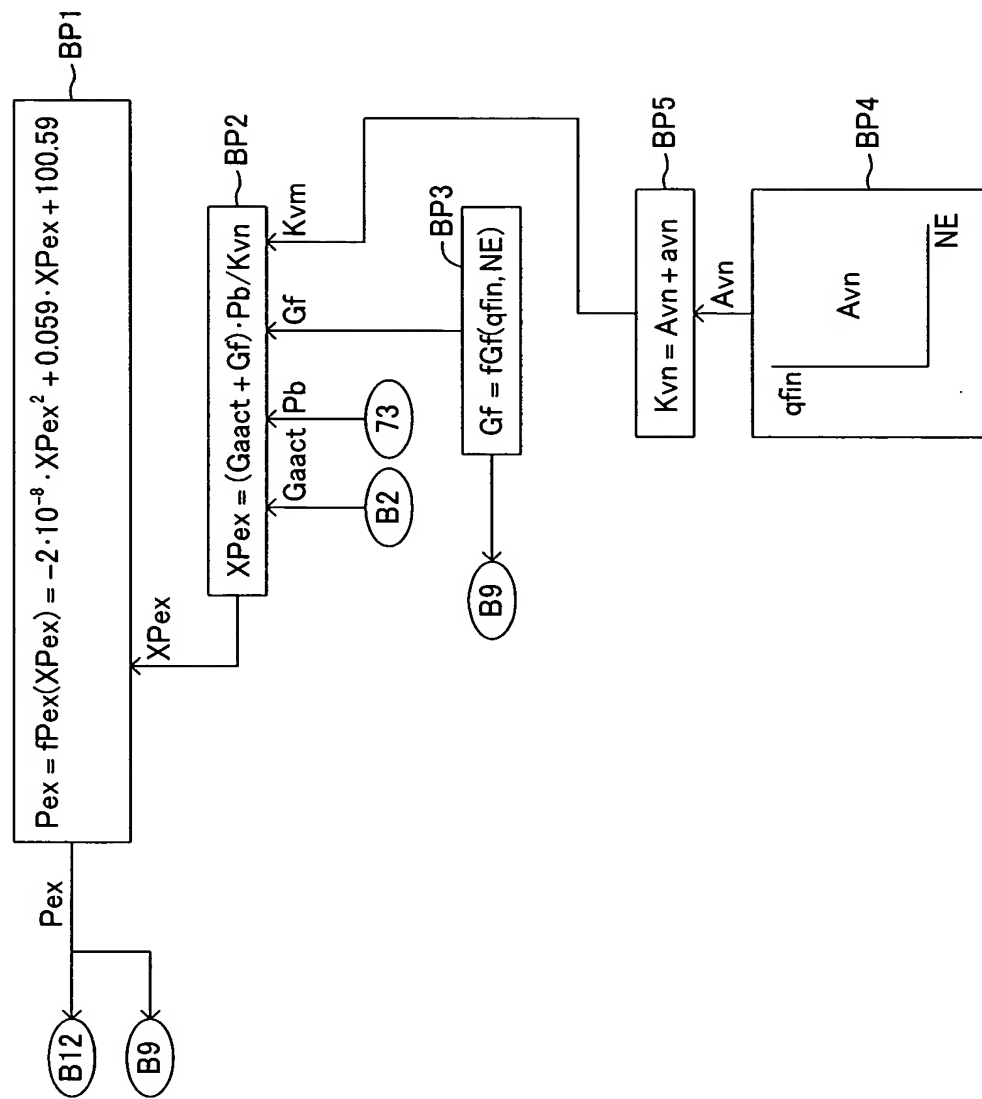 BP1
Pex = fPex(XPex) = −2·10⁻⁸ · XPex² + 0.059 · XPex + 100.59
Pex
B12
B9
XPex
BP2
XPex = (Gaact + Gf) · Pb/Kvn
Gaact
Pb
Gf
Kvm
B2
73
BP3
Gf = fGf(qfin, NE)
B9
BP5
Kvn = Avn + avn
Avn
BP4
qfin
Avn
NE